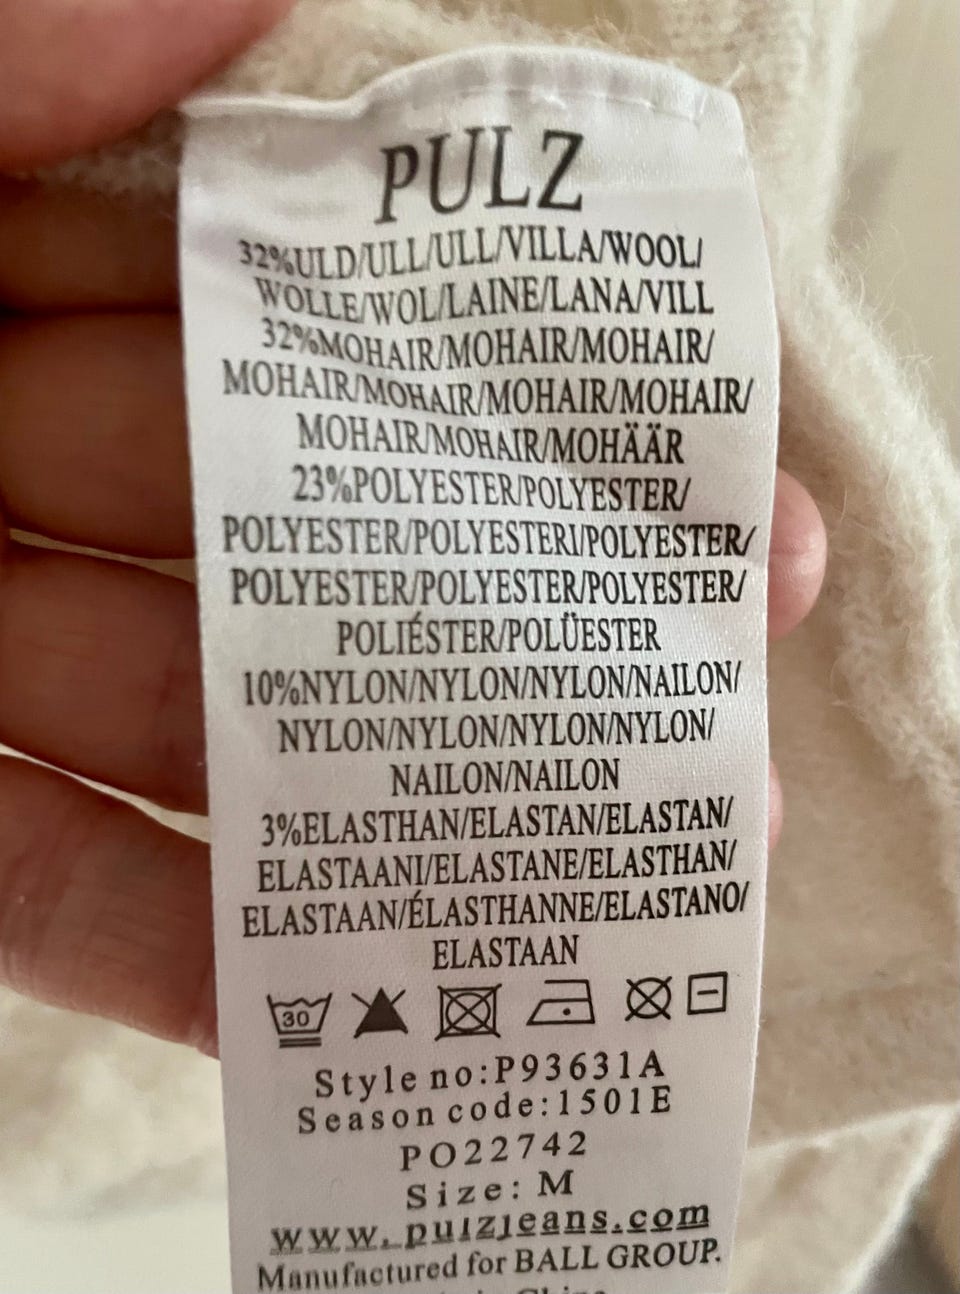 PULZ
32%ULD/ULL/ULL/VILLA/WOOL/
WOLLE/WOL/LAINE/LANA/VILL
32%MOHAIR/MOHAIR/MOHAIR/
MOHAIR/MOHAIR/MOHAIR/MOHAIR/
MOHAIR/MOHAIR/MOHÄÄR
23%POLYESTER/POLYESTER/
POLYESTER/POLYESTERI/POLYESTER/
POLYESTER/POLYESTER/POLYESTER/
POLIÉSTER/POLÜESTER
10%NYLON/NYLON/NYLON/NAILON/
NYLON/NYLON/NYLON/NYLON/
NAILON/NAILON
3%ELASTHAN/ELASTAN/ELASTAN/
ELASTAANI/ELASTANE/ELASTHAN/
ELASTAAN/ÉLASTHANNE/ELASTANO/
ELASTAAN
30
Style no:P93631A
Season code:1501E
PO22742
Size: M
www.pulzjeans.com
Manufactured for BALL GROUP.